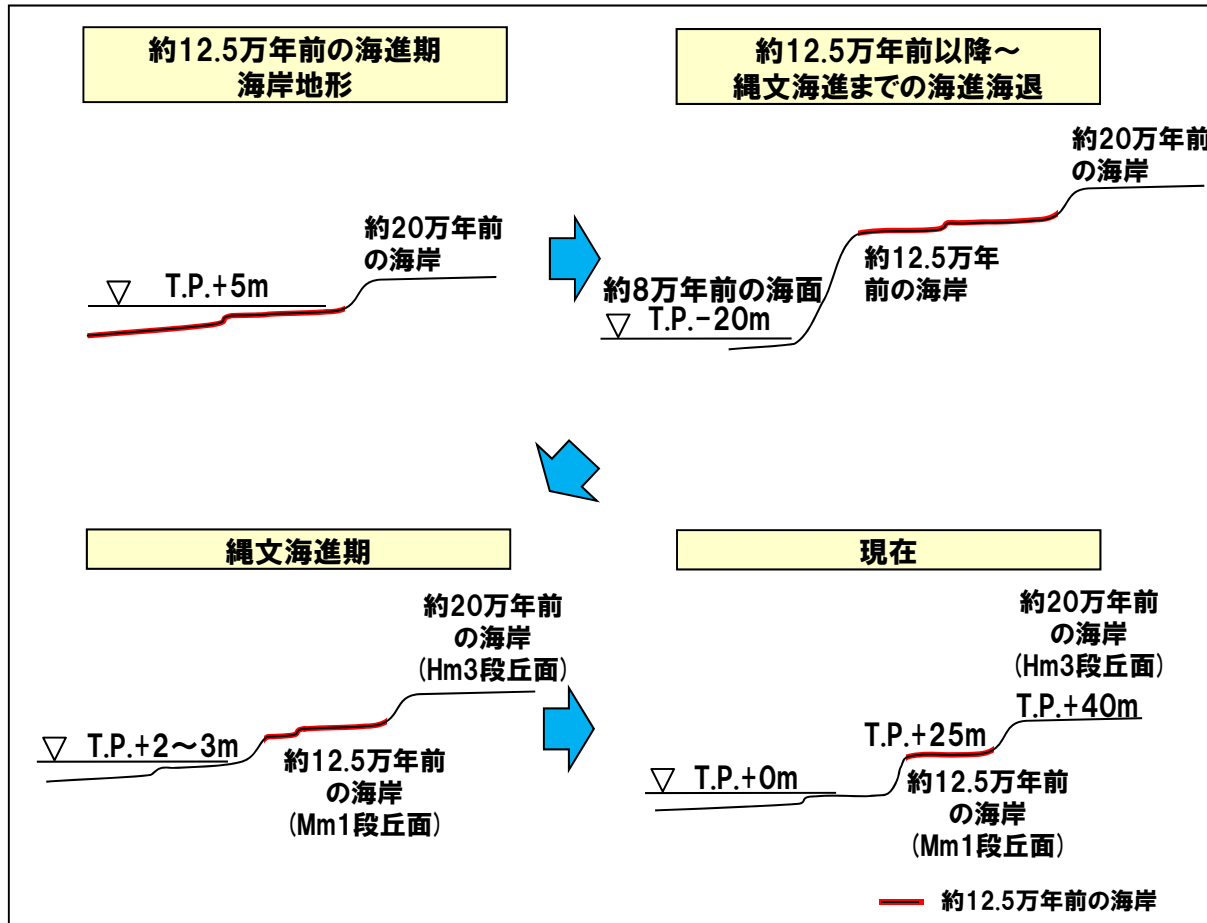 約12.5万年前の海進期
海岸地形
約20万年前
の海岸
T.P.+5m
約12.5万年前以降～
縄文海進までの海進海退
約20万年前
の海岸
約12.5万年
前の海岸
約8万年前の海面
T.P.-20m
縄文海進期
約20万年前
の海岸
(Hm3段丘面)
T.P.+2～3m
約12.5万年前
の海岸
(Mm1段丘面)
現在
約20万年前
の海岸
(Hm3段丘面)
T.P.+40m
T.P.+25m
T.P.+0m
約12.5万年前
の海岸
(Mm1段丘面)
約12.5万年前の海岸